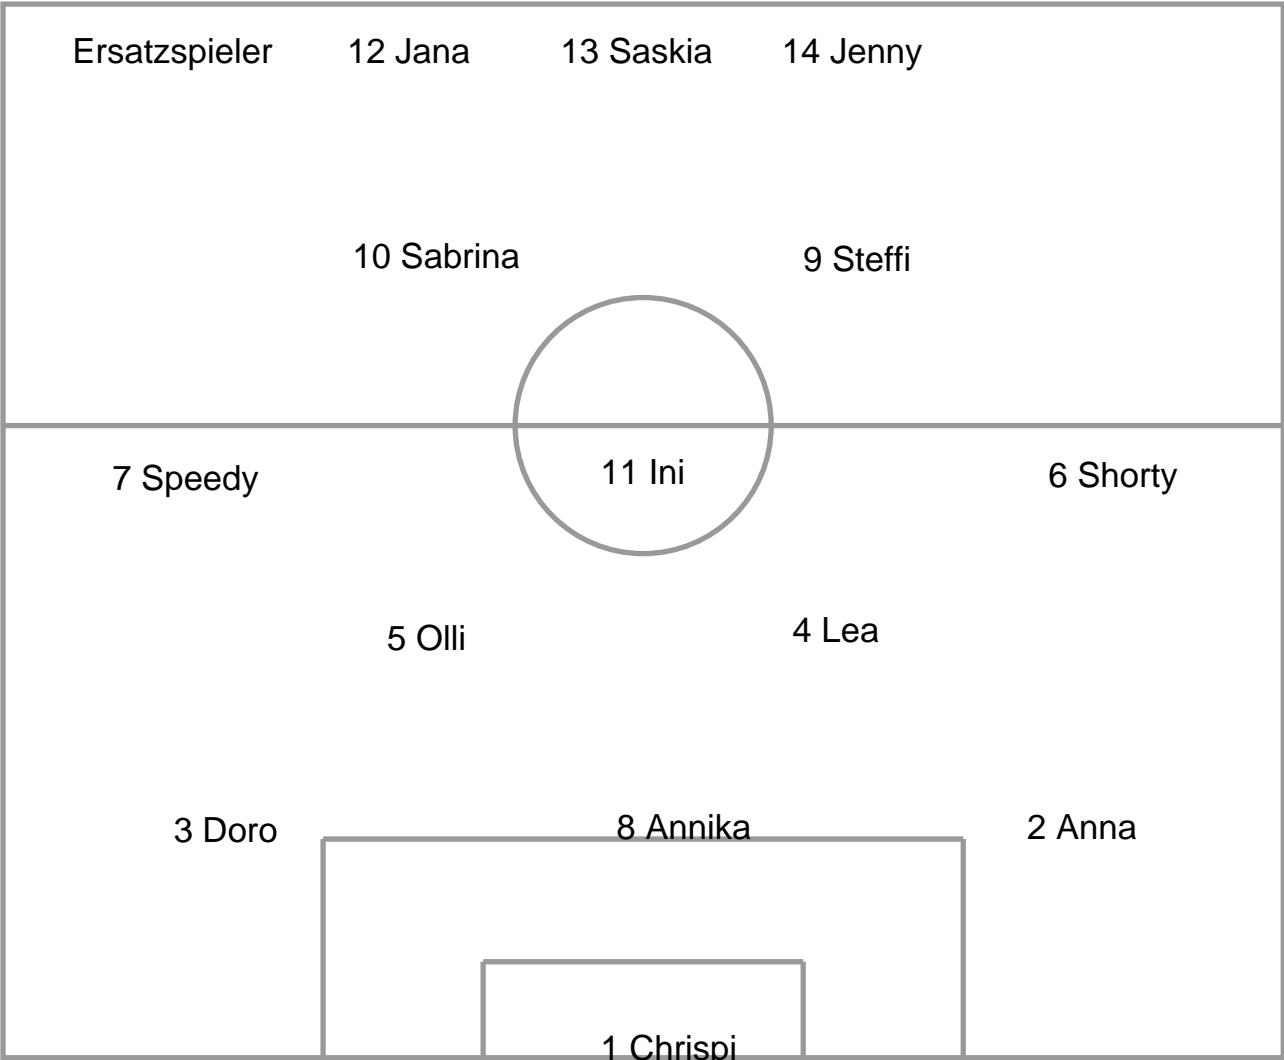 Ersatzspieler 12 Jana 13 Saskia 14 Jenny
10 Sabrina 9 Steffi
7 Speedy 11 Ini 6 Shorty
5 Olli 4 Lea
3 Doro 8 Annika 2 Anna
1 Chrispi